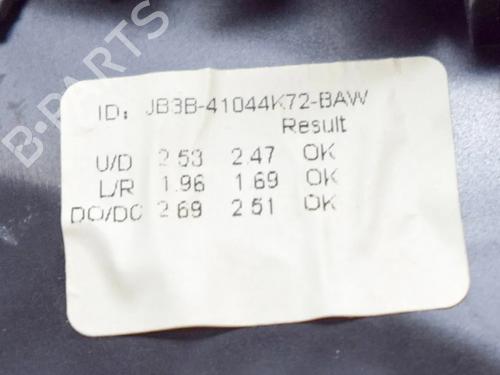 B-PARTS
ID: JB3B-41044K72-BAW
Result
U/D 2.53 2.47 OK
L/R 1.96 1.69 OK
DO/DC 2.69 2.51 OK